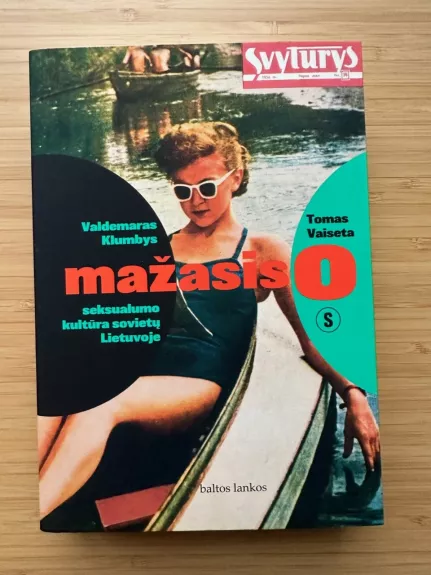 Švyturys
Valdemaras
Klumbys
Tomas
Vaiseta
mažasis O
seksualumo
kultūra sovietų
Lietuvoje
S
baltos lankos